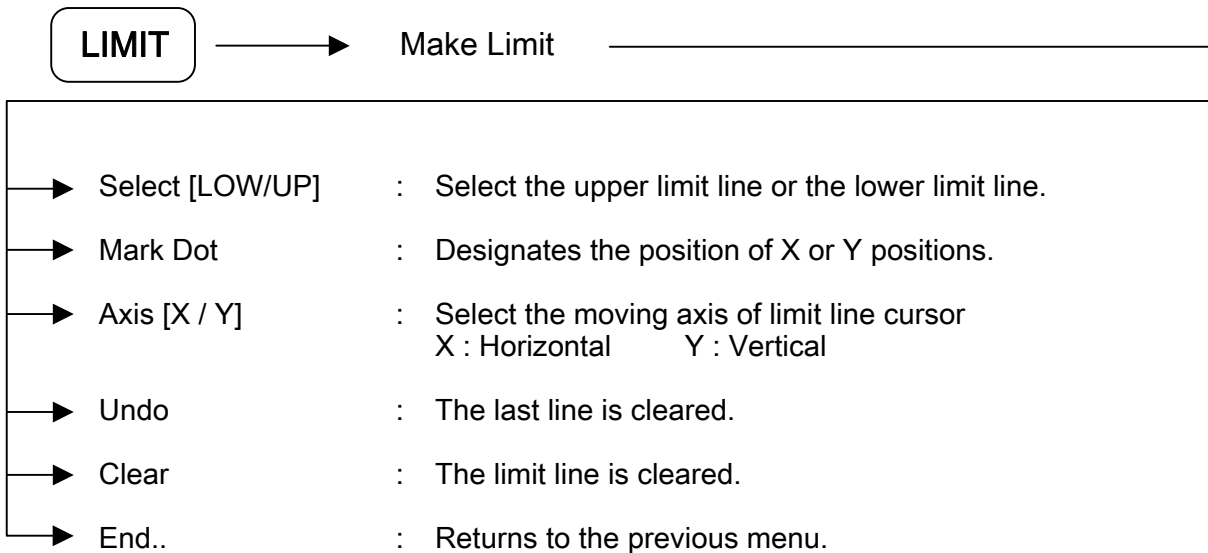 LIMIT Make Limit
Select [LOW/UP] : Select the upper limit line or the lower limit line.
Mark Dot : Designates the position of X or Y positions.
Axis [X / Y] : Select the moving axis of limit line cursor
X : Horizontal Y : Vertical
Undo : The last line is cleared.
Clear : The limit line is cleared.
End.. : Returns to the previous menu.